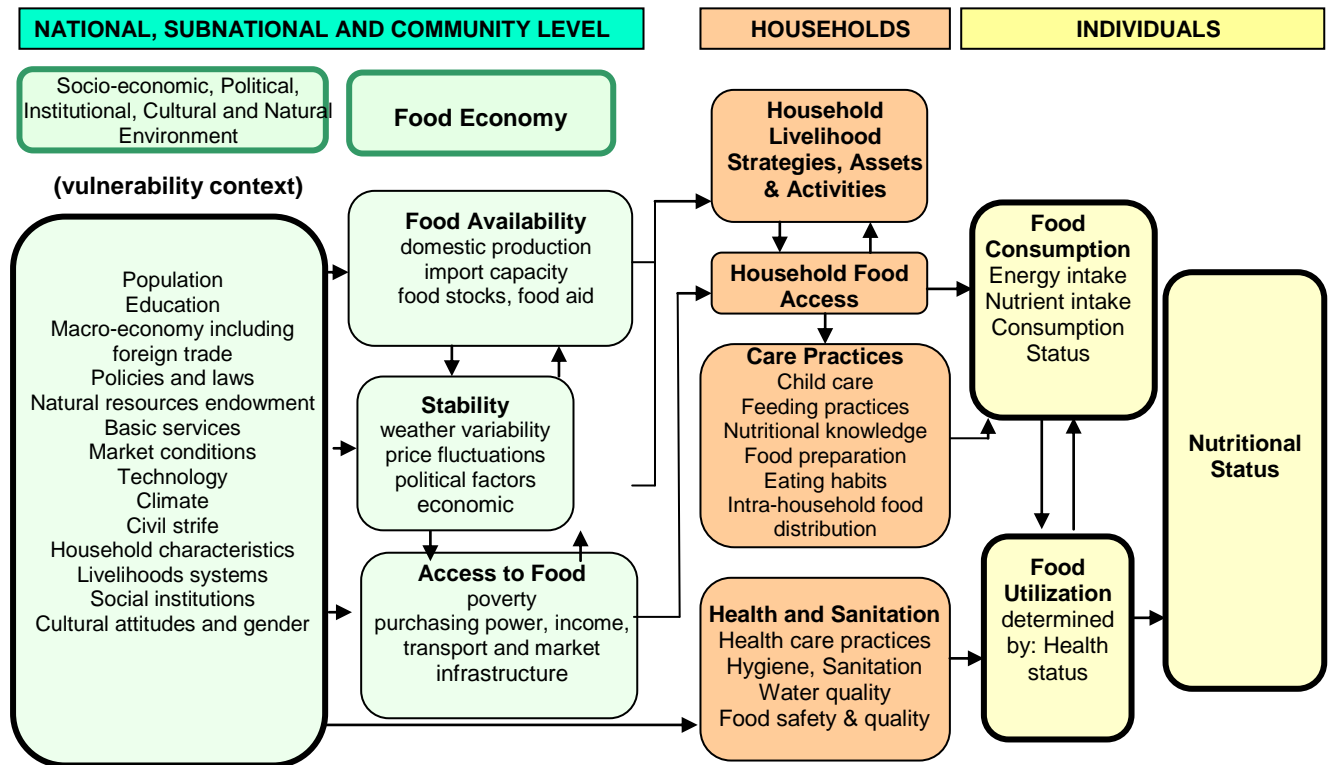 NATIONAL, SUBNATIONAL AND COMMUNITY LEVEL
HOUSEHOLDS
INDIVIDUALS
Socio-economic, Political,
Institutional, Cultural and Natural
Environment
Food Economy
(vulnerability context)
Population
Education
Macro-economy including
foreign trade
Policies and laws
Natural resources endowment
Basic services
Market conditions
Technology
Climate
Civil strife
Household characteristics
Livelihoods systems
Social institutions
Cultural attitudes and gender
Food Availability
domestic production
import capacity
food stocks, food aid
Stability
weather variability
price fluctuations
political factors
economic
Access to Food
poverty
purchasing power, income,
transport and market
infrastructure
Household
Livelihood
Strategies, Assets
& Activities
Household Food
Access
Care Practices
Child care
Feeding practices
Nutritional knowledge
Food preparation
Eating habits
Intra-household food
distribution
Health and Sanitation
Health care practices
Hygiene, Sanitation
Water quality
Food safety & quality
Food
Consumption
Energy intake
Nutrient intake
Consumption
Status
Food
Utilization
determined
by: Health
status
Nutritional
Status